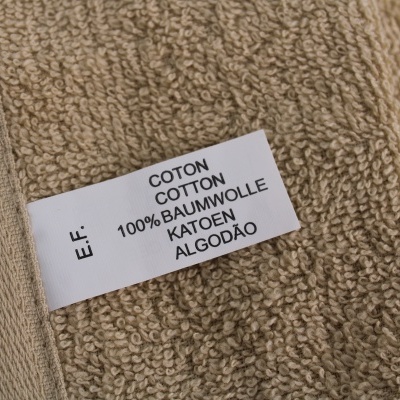 COTON
COTTON
100% BAUMWOLLE
KATOEN
ALGODÃO
E.F.